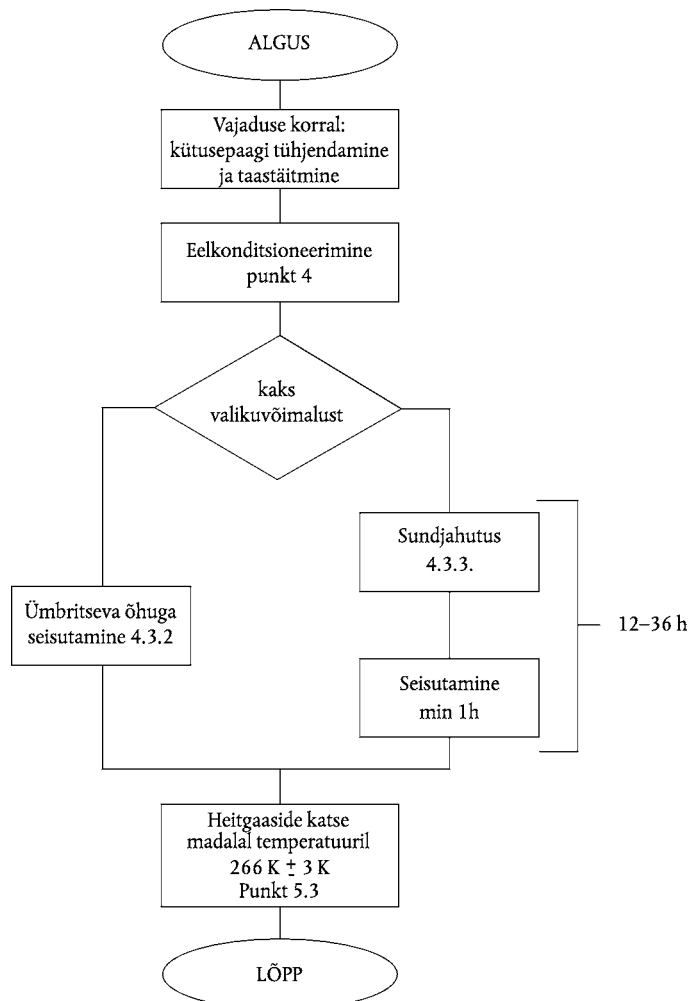 ALGUS
Vajaduse korral:
kütusepaagi tühjendamine
ja taastäitmine
Eelkonditsioneerimine
punkt 4
kaks
valikuvõimalust
Ümbritseva õhuga
seisutamine 4.3.2
Sundjahutus
4.3.3.
Seisutamine
min 1h
12–36 h
Heitgaaside katse
madalal temperatuuril
266 K ± 3 K
Punkt 5.3
LÕPP